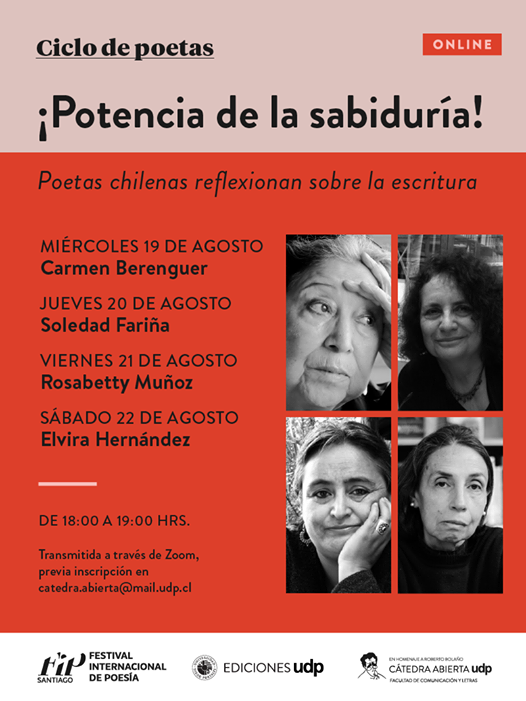 Ciclo de poetas
ONLINE
¡Potencia de la sabiduría!
Poetas chilenas reflexionan sobre la escritura
MIÉRCOLES 19 DE AGOSTO
Carmen Berenguer
JUEVES 20 DE AGOSTO
Soledad Fariña
VIERNES 21 DE AGOSTO
Rosabetty Muñoz
SÁBADO 22 DE AGOSTO
Elvira Hernández
DE 18:00 A 19:00 HRS.
Transmitida a través de Zoom,
previa inscripción en
catedra.abierta@mail.udp.cl
FIP
SANTIAGO
FESTIVAL
INTERNACIONAL
DE POESÍA
EDICIONES udp
EN HOMENAJE A ROBERTO BOLAÑO
CÁTEDRA ABIERTA udp
FACULTAD DE COMUNICACIÓN Y LETRAS